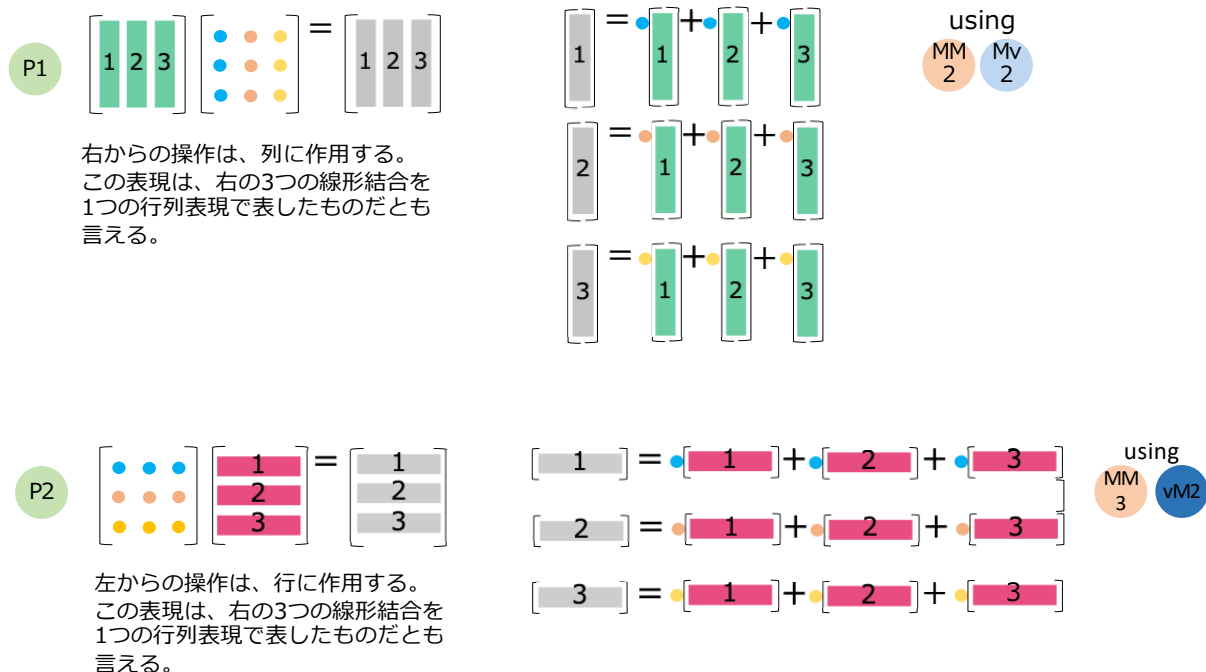 P1
1 2 3 = 1 2 3
右からの操作は、列に作用する。
この表現は、右の3つの線形結合を
1つの行列表現で表したものだとも
言える。
1 = 1 + 2 + 3
2 = 1 + 2 + 3
3 = 1 + 2 + 3
using
MM
2
Mv
2
P2
1
2
3
=
1
2
3
左からの操作は、行に作用する。
この表現は、右の3つの線形結合を
1つの行列表現で表したものだとも
言える。
1 = 1 + 2 + 3
2 = 1 + 2 + 3
3 = 1 + 2 + 3
using
MM
3
vM2